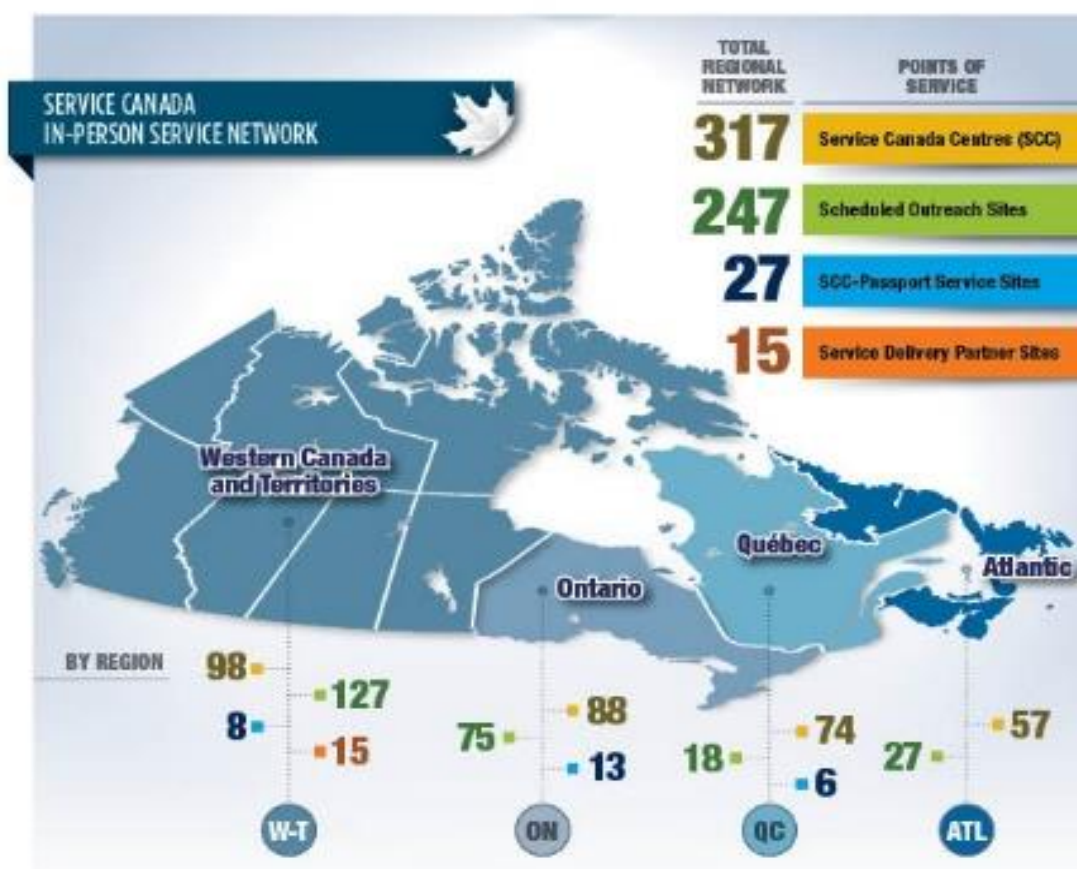 SERVICE CANADA
IN-PERSON SERVICE NETWORK
TOTAL
REGIONAL
NETWORK
POINTS OF
SERVICE
317 Service Canada Centres (SCC)
247 Scheduled Outreach Sites
27 SCC-Passport Service Sites
15 Service Delivery Partner Sites
Western Canada
and Territories
Ontario
Québec
Atlantic
BY REGION
98
127
8
15
W-T
88
75
13
ON
74
18
6
QC
57
27
ATL